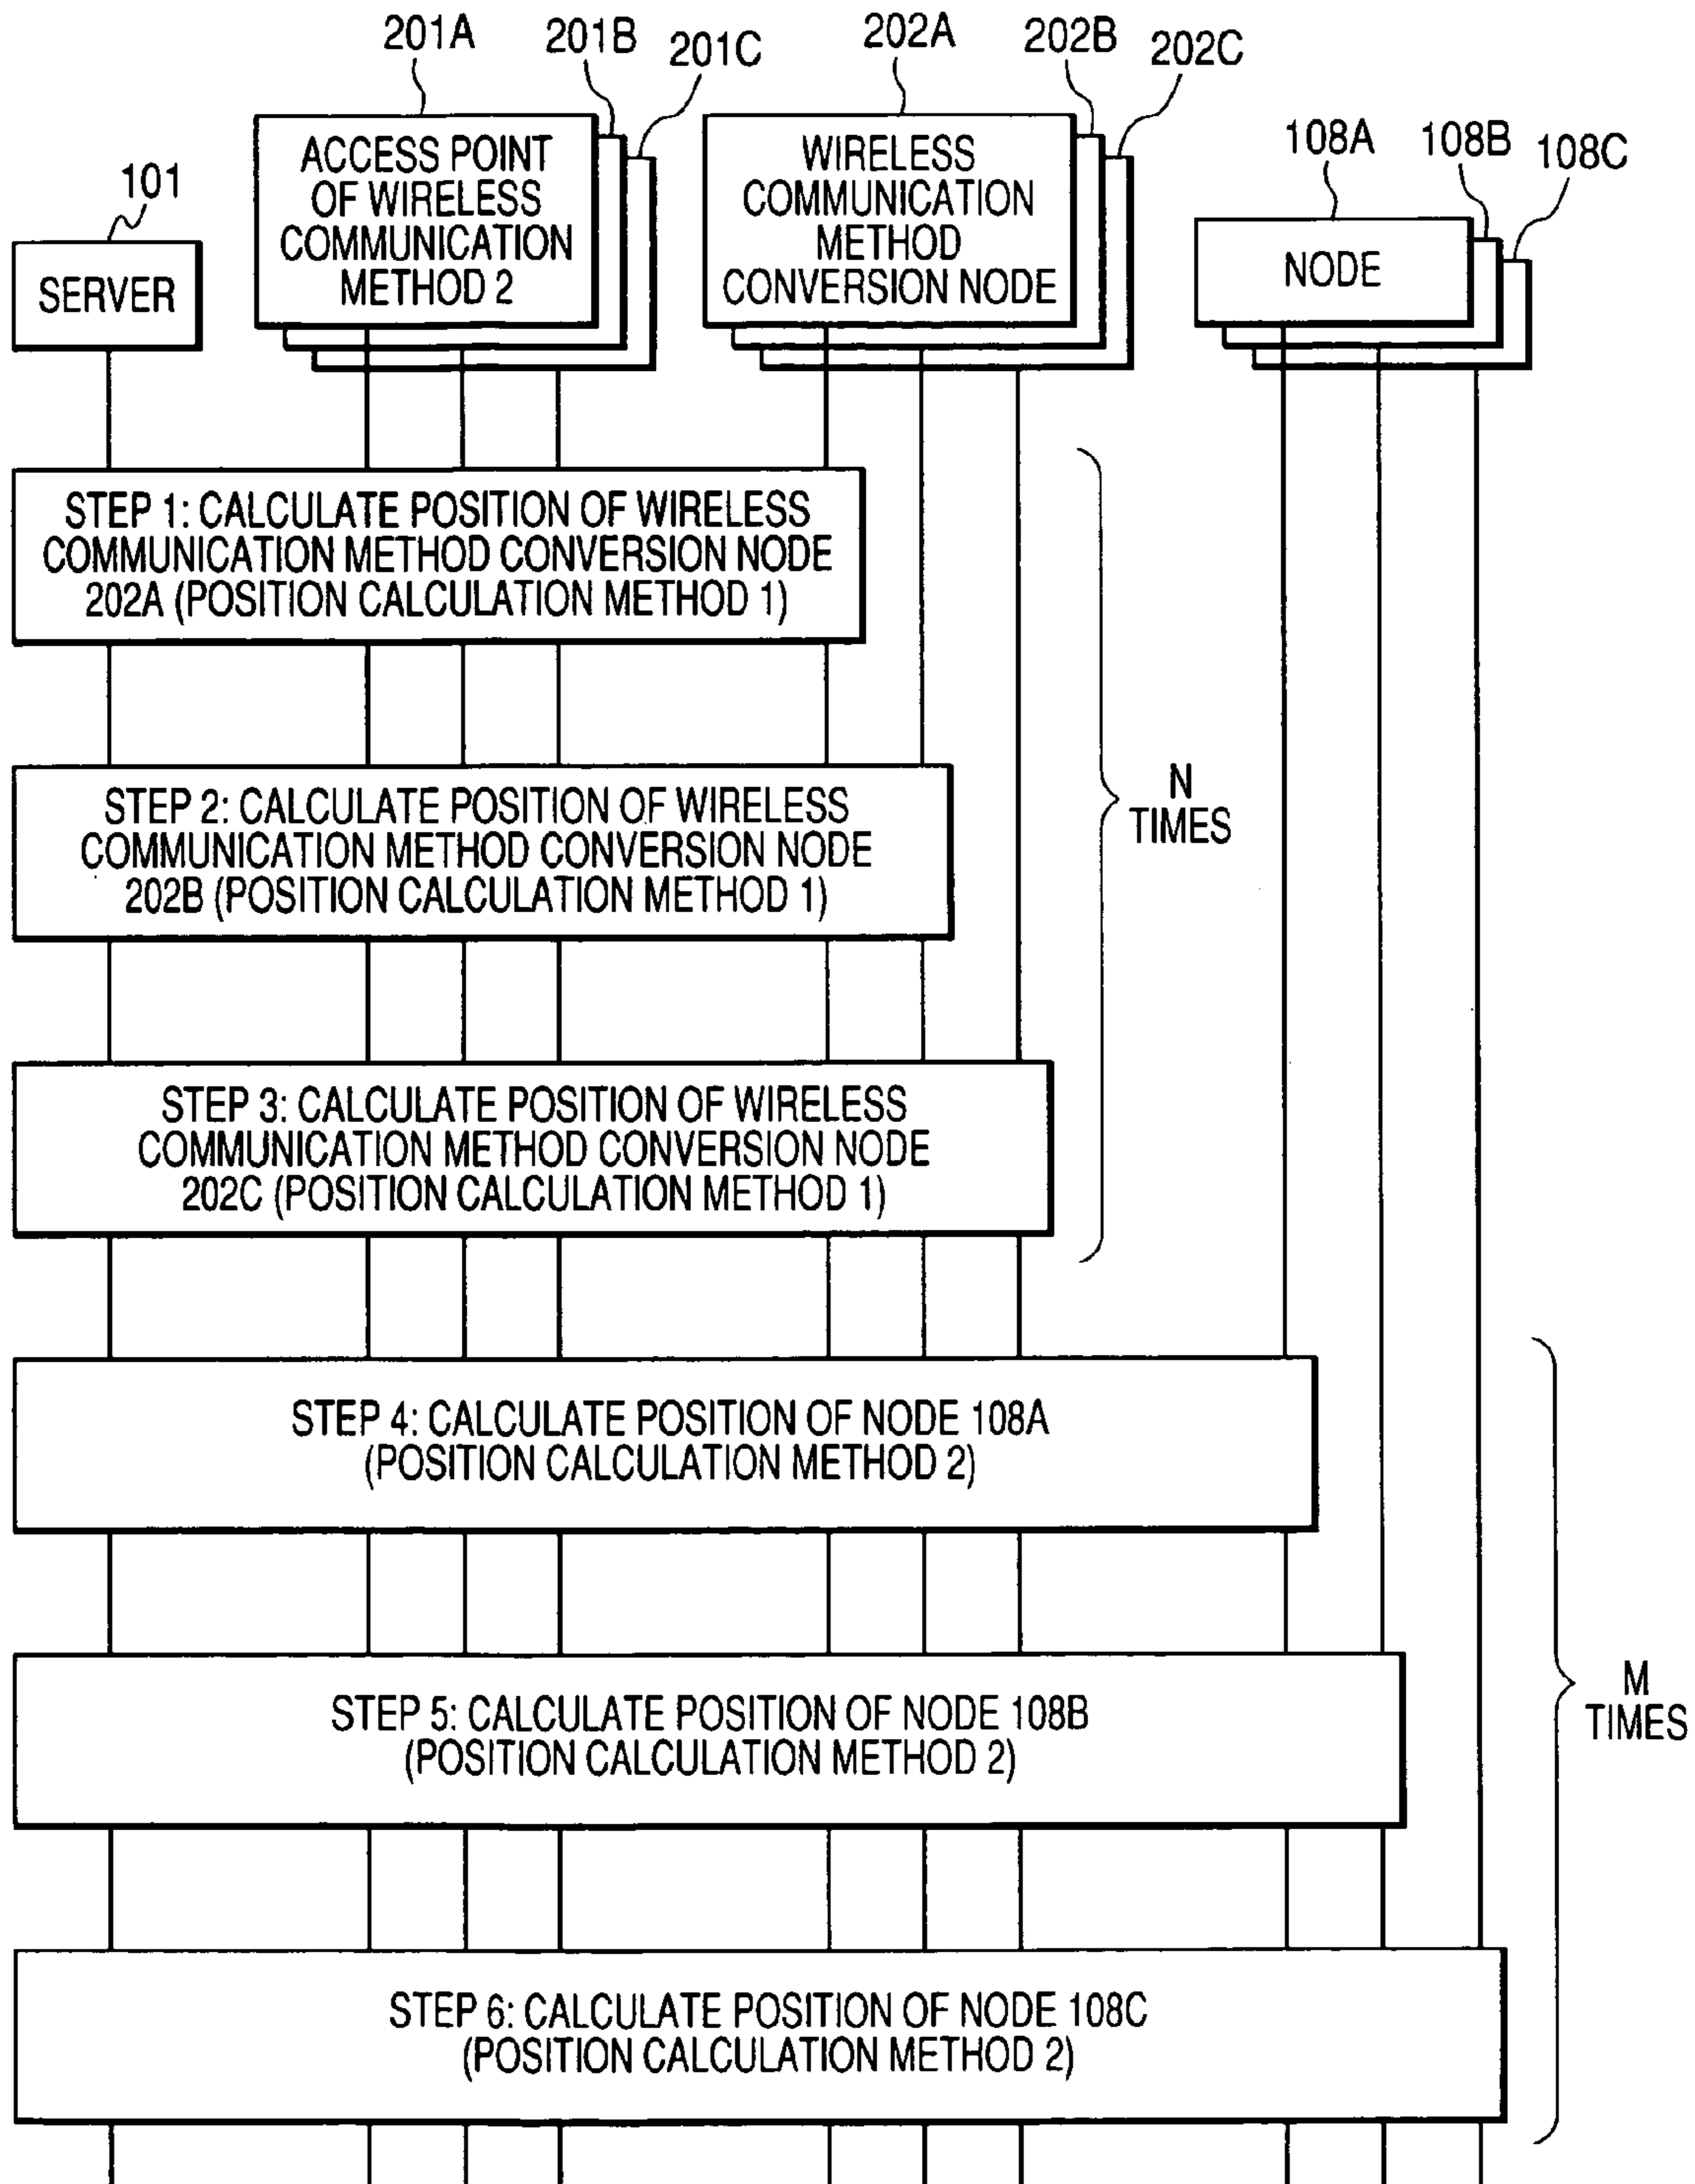 201A
201B
201C
202A
202B
202C
108A
108B
108C
101
SERVER
ACCESS POINT
OF WIRELESS
COMMUNICATION
METHOD 2
WIRELESS
COMMUNICATION
METHOD
CONVERSION NODE
NODE
STEP 1: CALCULATE POSITION OF WIRELESS
COMMUNICATION METHOD CONVERSION NODE
202A (POSITION CALCULATION METHOD 1)
STEP 2: CALCULATE POSITION OF WIRELESS
COMMUNICATION METHOD CONVERSION NODE
202B (POSITION CALCULATION METHOD 1)
N
TIMES
STEP 3: CALCULATE POSITION OF WIRELESS
COMMUNICATION METHOD CONVERSION NODE
202C (POSITION CALCULATION METHOD 1)
STEP 4: CALCULATE POSITION OF NODE 108A
(POSITION CALCULATION METHOD 2)
STEP 5: CALCULATE POSITION OF NODE 108B
(POSITION CALCULATION METHOD 2)
M
TIMES
STEP 6: CALCULATE POSITION OF NODE 108C
(POSITION CALCULATION METHOD 2)